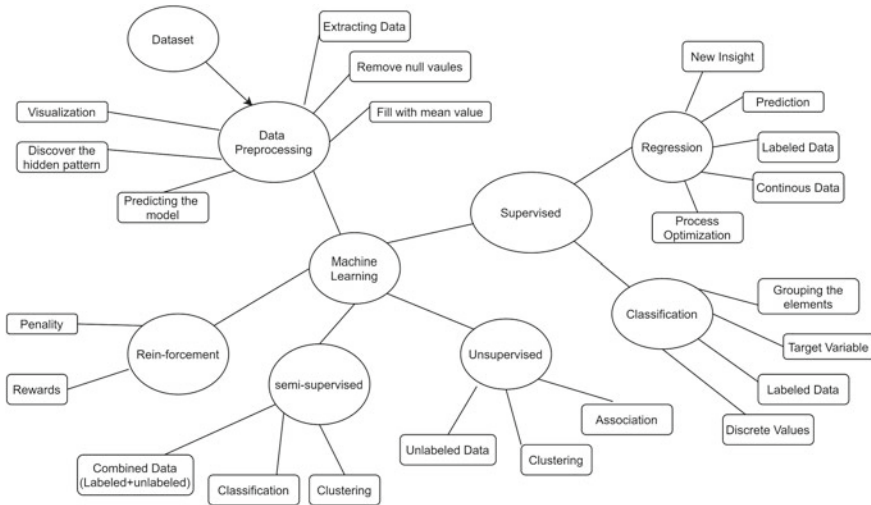 Dataset
Extracting Data
Remove null vaules
Fill with mean value
Visualization
Discover the
hidden pattern
Predicting the
model
Data
Preprocessing
New Insight
Prediction
Labeled Data
Continous Data
Process
Optimization
Regression
Supervised
Machine
Learning
Grouping the
elements
Target Variable
Labeled Data
Discrete Values
Classification
Penality
Rewards
Rein-forcement
semi-supervised
Combined Data
(Labeled+unlabeled)
Classification
Clustering
Unsupervised
Unlabeled Data
Clustering
Association